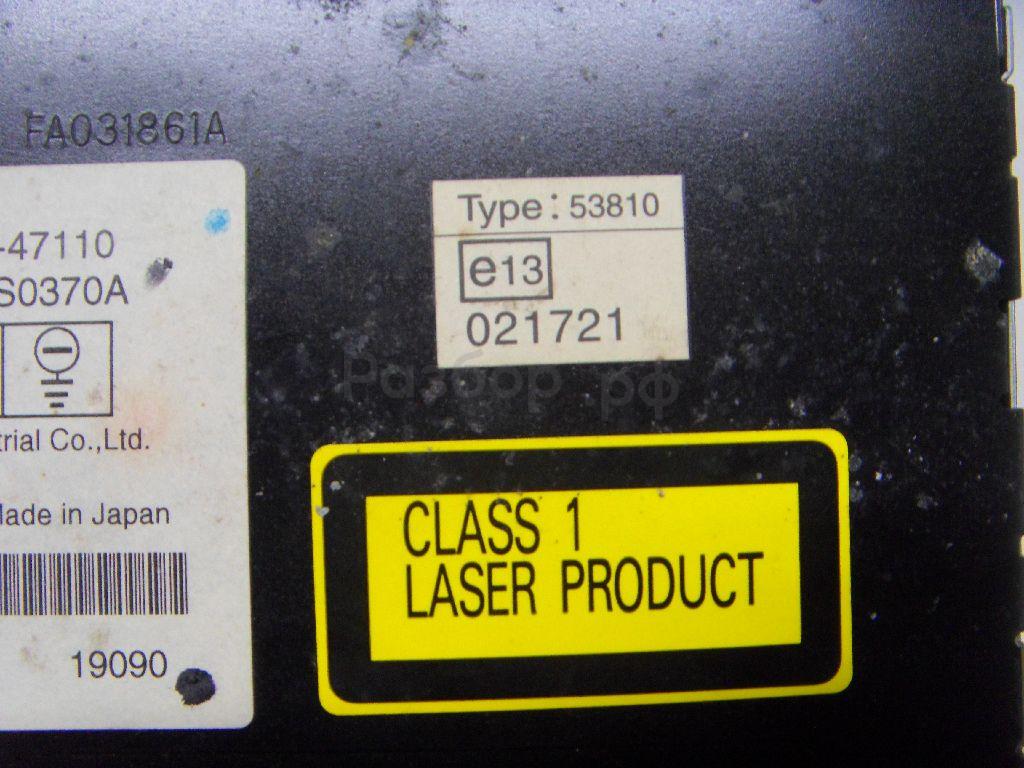 FA031861A
-47110
S0370A
trial Co.,Ltd.
Made in Japan
19090
Type: 53810
e13
021721
Разбор рф
CLASS 1
LASER PRODUCT